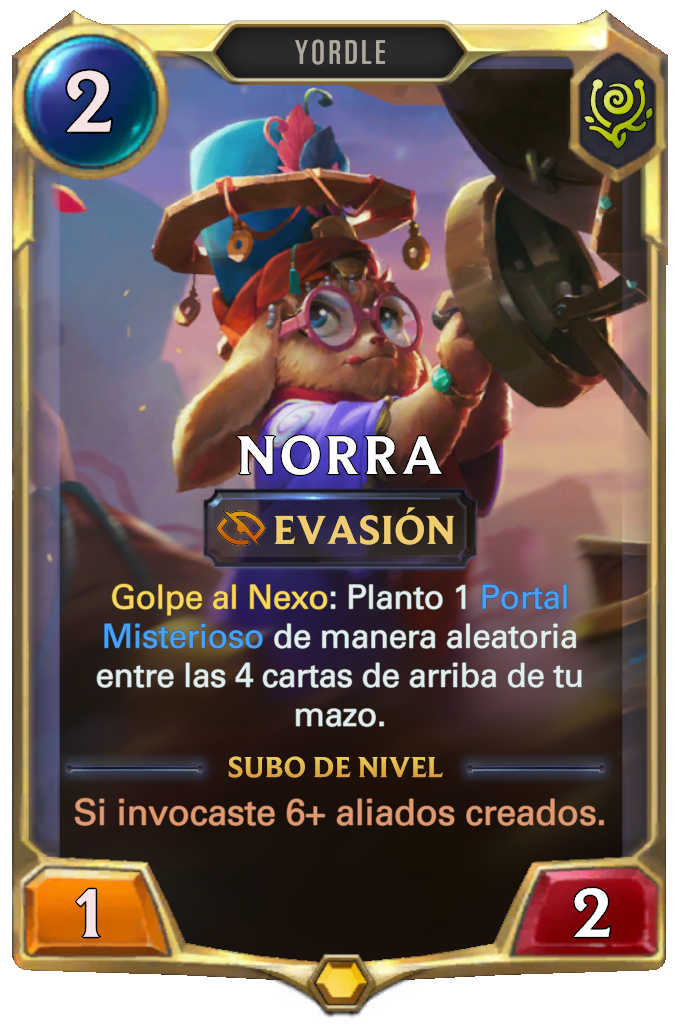 YORDLE
2
NORRA
EVASIÓN
Golpe al Nexo: Planto 1 Portal
Misterioso de manera aleatoria
entre las 4 cartas de arriba de tu
mazo.
SUBO DE NIVEL
Si invocaste 6+ aliados creados.
1
2